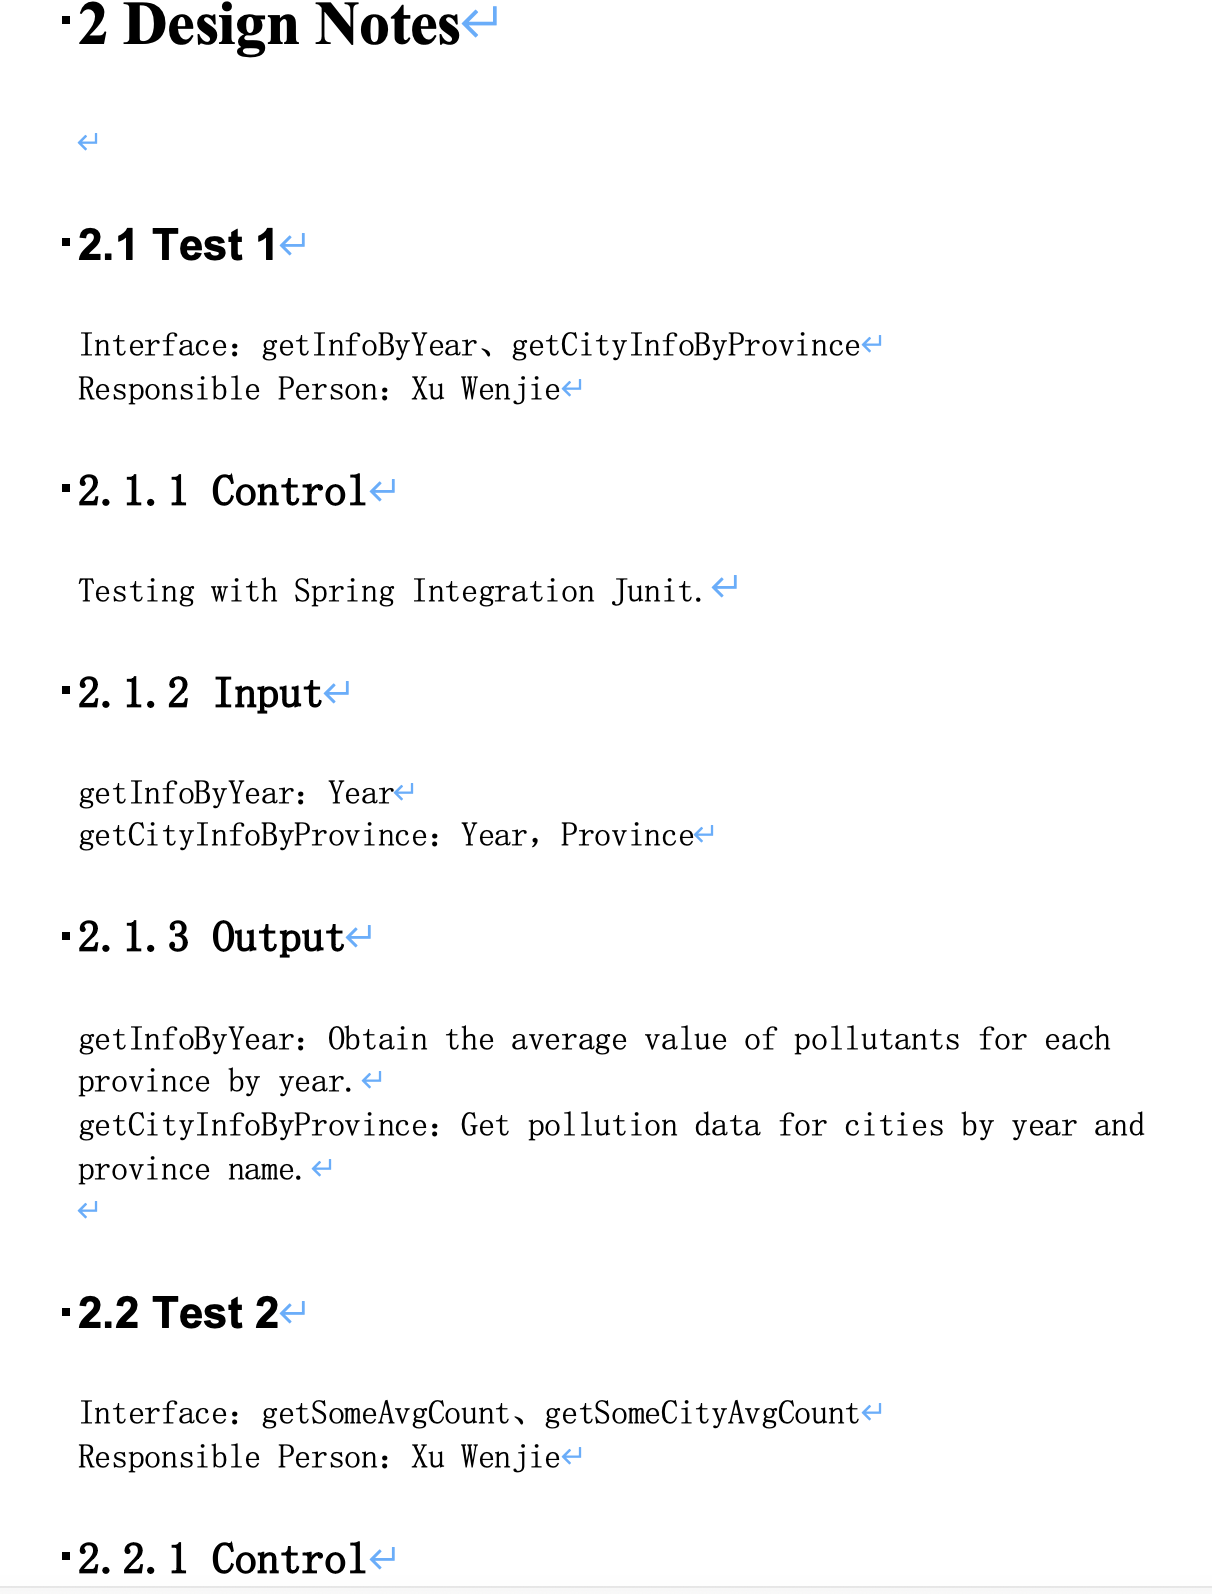 2 Design Notes
2.1 Test 1
Interface：getInfoByYear、getCityInfoByProvince
Responsible Person：Xu Wenjie
2.1.1 Control
Testing with Spring Integration Junit.
2.1.2 Input
getInfoByYear：Year
getCityInfoByProvince：Year，Province
2.1.3 Output
getInfoByYear：Obtain the average value of pollutants for each
province by year.
getCityInfoByProvince：Get pollution data for cities by year and
province name.
2.2 Test 2
Interface：getSomeAvgCount、getSomeCityAvgCount
Responsible Person：Xu Wenjie
2.2.1 Control